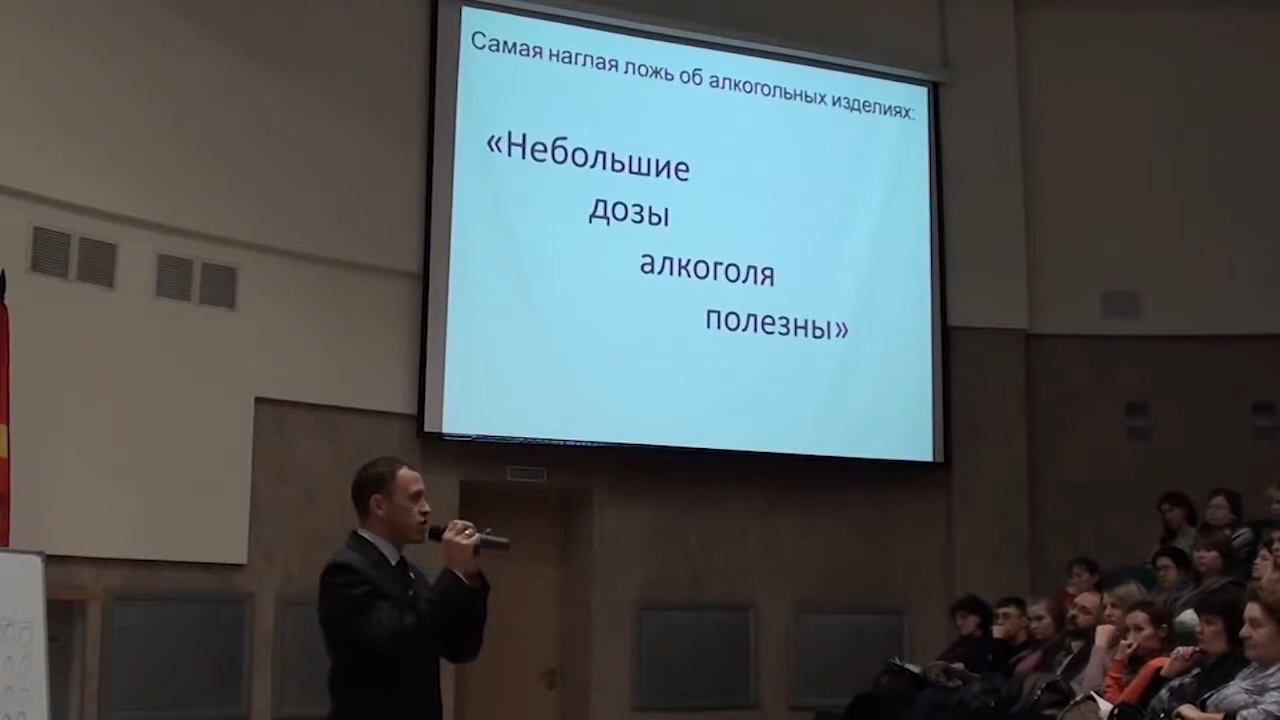 Самая наглая ложь об алкогольных изделиях:
«Небольшие
дозы
алкоголя
полезны»